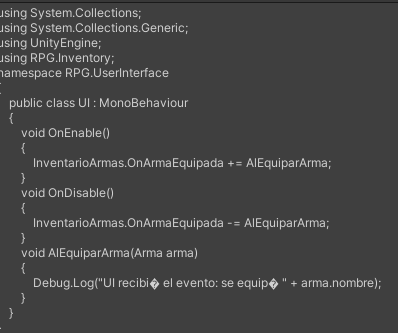 using System.Collections;
using System.Collections.Generic;
using UnityEngine;
using RPG.Inventory;
namespace RPG.UserInterface
{
public class UI : MonoBehaviour
{
void OnEnable()
{
InventarioArmas.OnArmaEquipada += AlEquiparArma;
}
void OnDisable()
{
InventarioArmas.OnArmaEquipada -= AlEquiparArma;
}
void AlEquiparArma(Arma arma)
{
Debug.Log("UI recibi� el evento: se equip� " + arma.nombre);
}
}